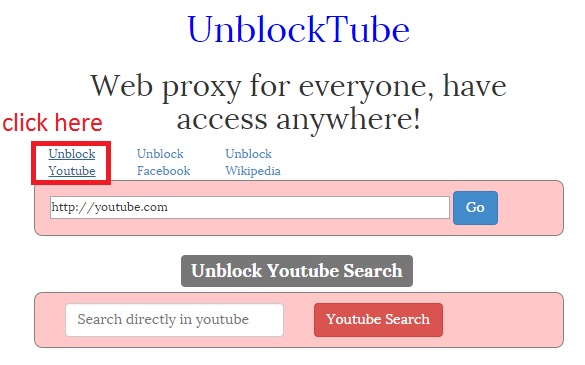 UnblockTube
Web proxy for everyone, have
access anywhere!
click here
Unblock Unblock Unblock
Youtube Facebook Wikipedia
http://youtube.com Go
Unblock Youtube Search
Search directly in youtube Youtube Search